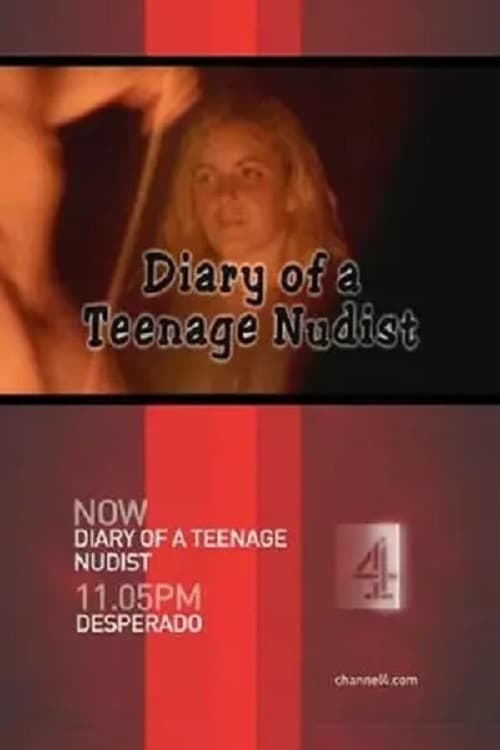 Diary of a
Teenage Nudist
NOW
DIARY OF A TEENAGE
NUDIST
11.05PM
DESPERADO
4
channel4.com